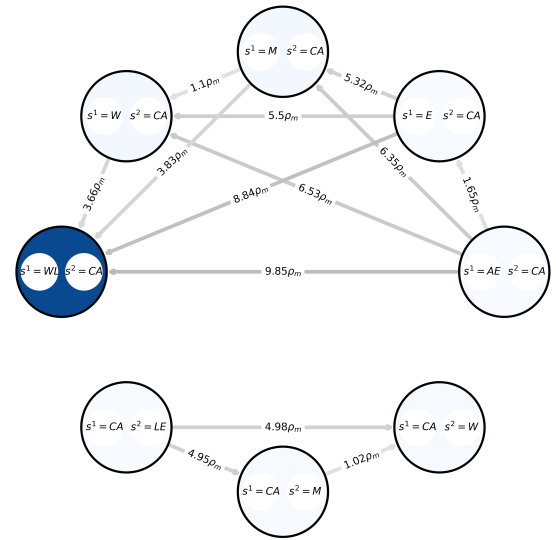 s¹ = M s² = CA
1.1ρₘ
5.32ρₘ
s¹ = W s² = CA
5.5ρₘ
s¹ = E s² = CA
3.83ρₘ
6.35ρₘ
3.66ρₘ
8.84ρₘ
6.53ρₘ
1.65ρₘ
s¹ = WL s² = CA
9.85ρₘ
s¹ = AE s² = CA
s¹ = CA s² = LE
4.98ρₘ
s¹ = CA s² = W
4.95ρₘ
1.02ρₘ
s¹ = CA s² = M